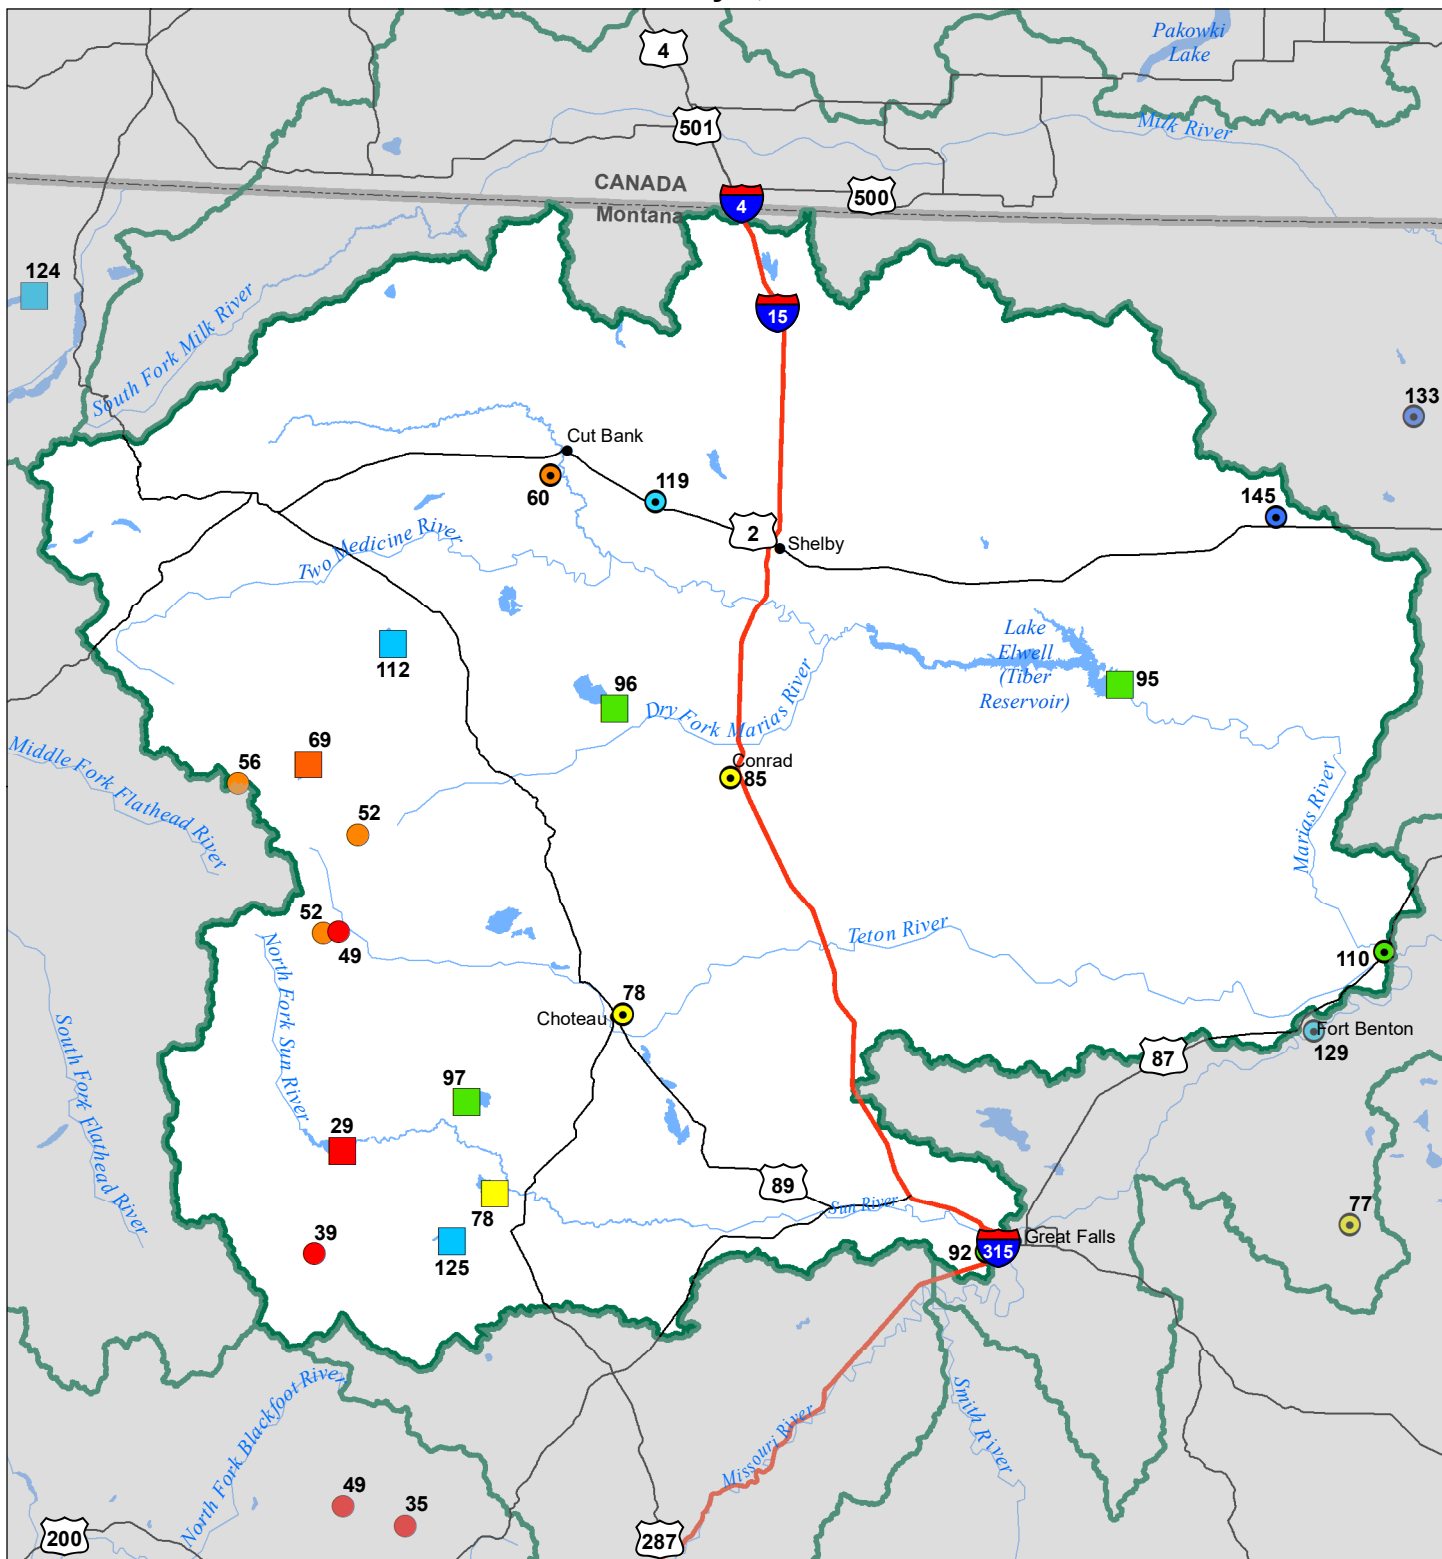 Pakowki
Lake
4
501
Milk River
CANADA
500
4
Montana
124
15
South Fork Milk River
133
Cut Bank
60
119
145
2
Shelby
Two Medicine River
Lake
Elwell
(Tiber
Reservoir)
112
96
95
Dry Fork Marias River
Middle Fork Flathead River
69
56
Conrad
85
52
Marias River
52
49
Teton River
North Fork Sun River
110
78
Choteau
Fort Benton
129
87
South Fork Flathead River
97
29
89
78
Sun River
77
39
125
92
315
Great Falls
North Fork Blackfoot River
Missouri River
Smith River
49
35
200
287